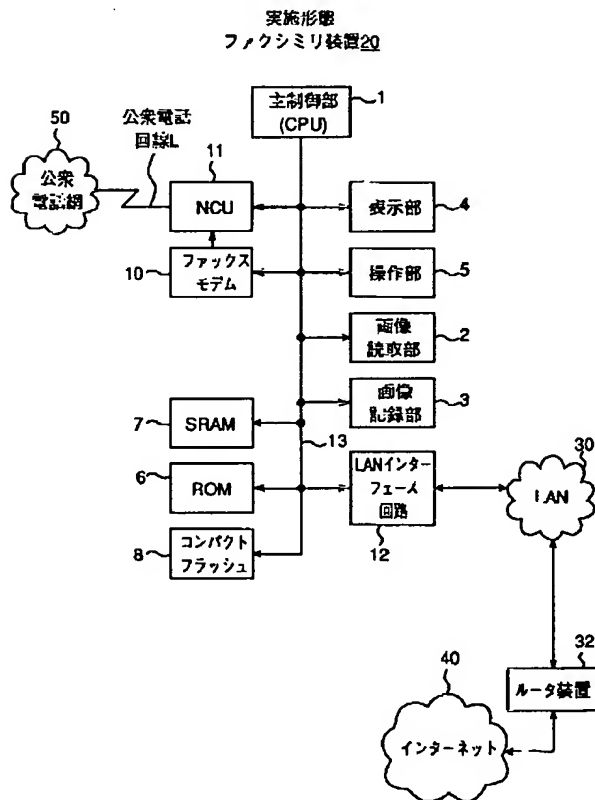 実施形態
ファクシミリ装置20
主制御部
(CPU)
1
50
公衆電話
回線L
11
公衆
電話網
NCU
表示部
4
10
ファックス
モデム
操作部
5
画像
読取部
2
画像
記録部
3
7
SRAM
13
6
ROM
LANインター
フェース
回路
12
30
LAN
8
コンパクト
フラッシュ
32
ルータ装置
40
インターネット